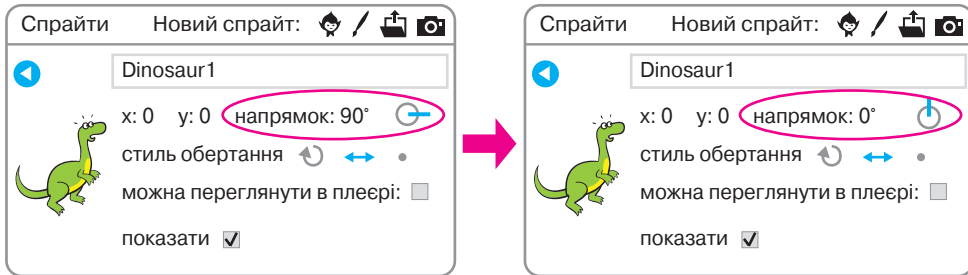 Спрайти Новий спрайт:
Dinosaur1
x: 0 y: 0 напрямок: 90°
стиль обертання
можна переглянути в плеєрі:
показати
Спрайти Новий спрайт:
Dinosaur1
x: 0 y: 0 напрямок: 0°
стиль обертання
можна переглянути в плеєрі:
показати